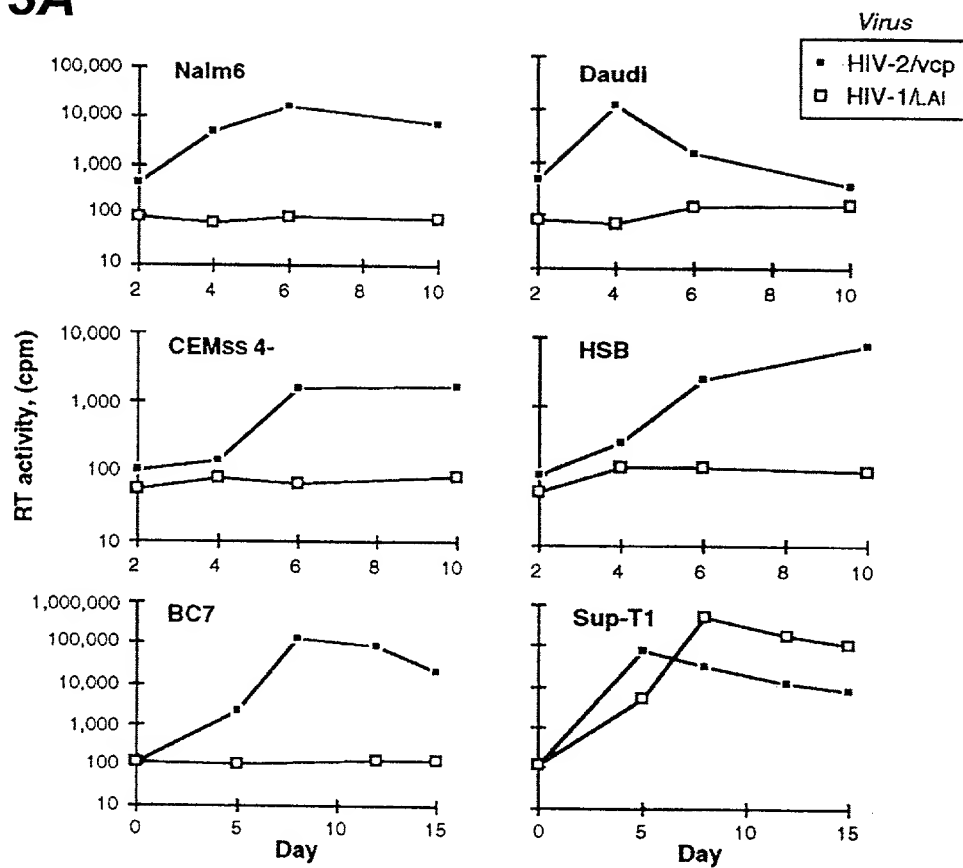 3A
Virus
HIV-2/vcp
HIV-1/LAI
Nalm6
100,000
10,000
1,000
100
10
2 4 6 8 10
Daudi
2 4 6 8 10
RT activity, (cpm)
CEMss 4-
10,000
1,000
100
10
2 4 6 8 10
HSB
2 4 6 8 10
BC7
1,000,000
100,000
10,000
1,000
100
10
0 5 10 15
Day
Sup-T1
0 5 10 15
Day